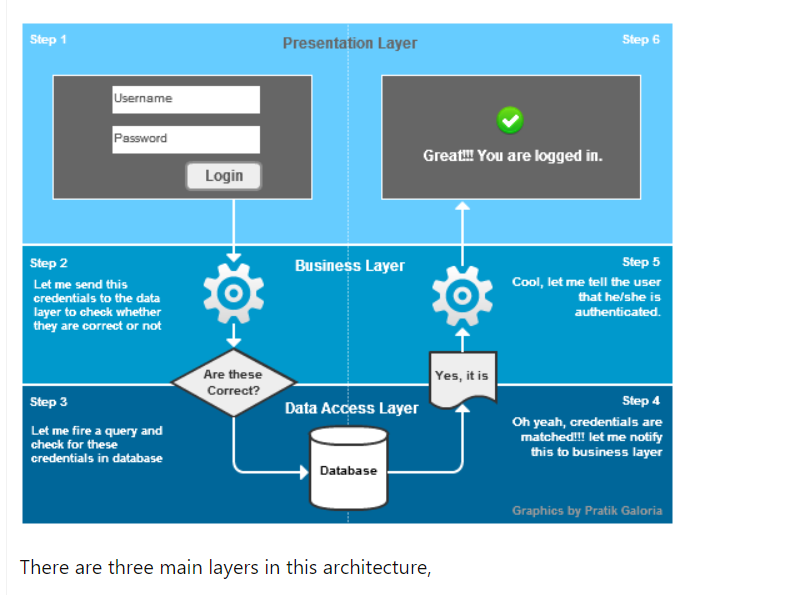 Step 1
Presentation Layer
Step 6
Username
Password
Login
Great!!! You are logged in.
Step 2
Let me send this
credentials to the data
layer to check whether
they are correct or not
Business Layer
Step 5
Cool, let me tell the user
that he/she is
authenticated.
Are these
Correct?
Yes, it is
Step 3
Let me fire a query and
check for these
credentials in database
Data Access Layer
Database
Step 4
Oh yeah, credentials are
matched!!! let me notify
this to business layer
Graphics by Pratik Galoria
There are three main layers in this architecture,